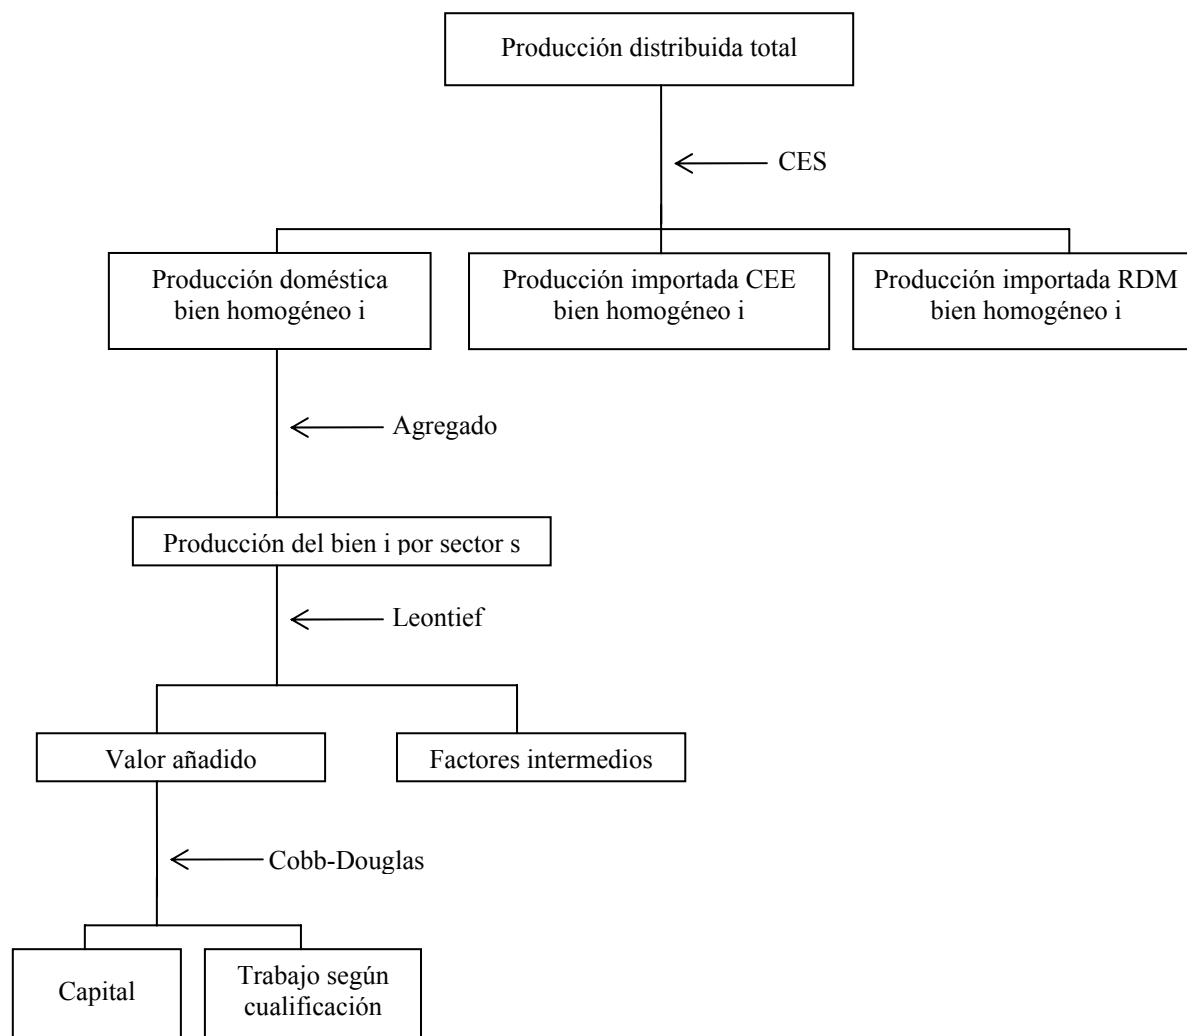 Producción distribuida total
CES
Producción doméstica
bien homogéneo i
Producción importada CEE
bien homogéneo i
Producción importada RDM
bien homogéneo i
Agregado
Producción del bien i por sector s
Leontief
Valor añadido
Factores intermedios
Cobb-Douglas
Capital
Trabajo según
cualificación